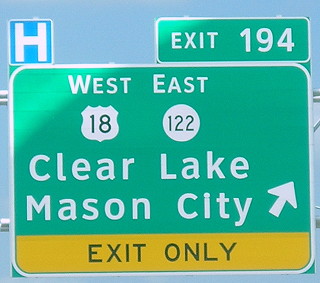 H
EXIT 194
WEST EAST
18 122
Clear Lake
Mason City
EXIT ONLY